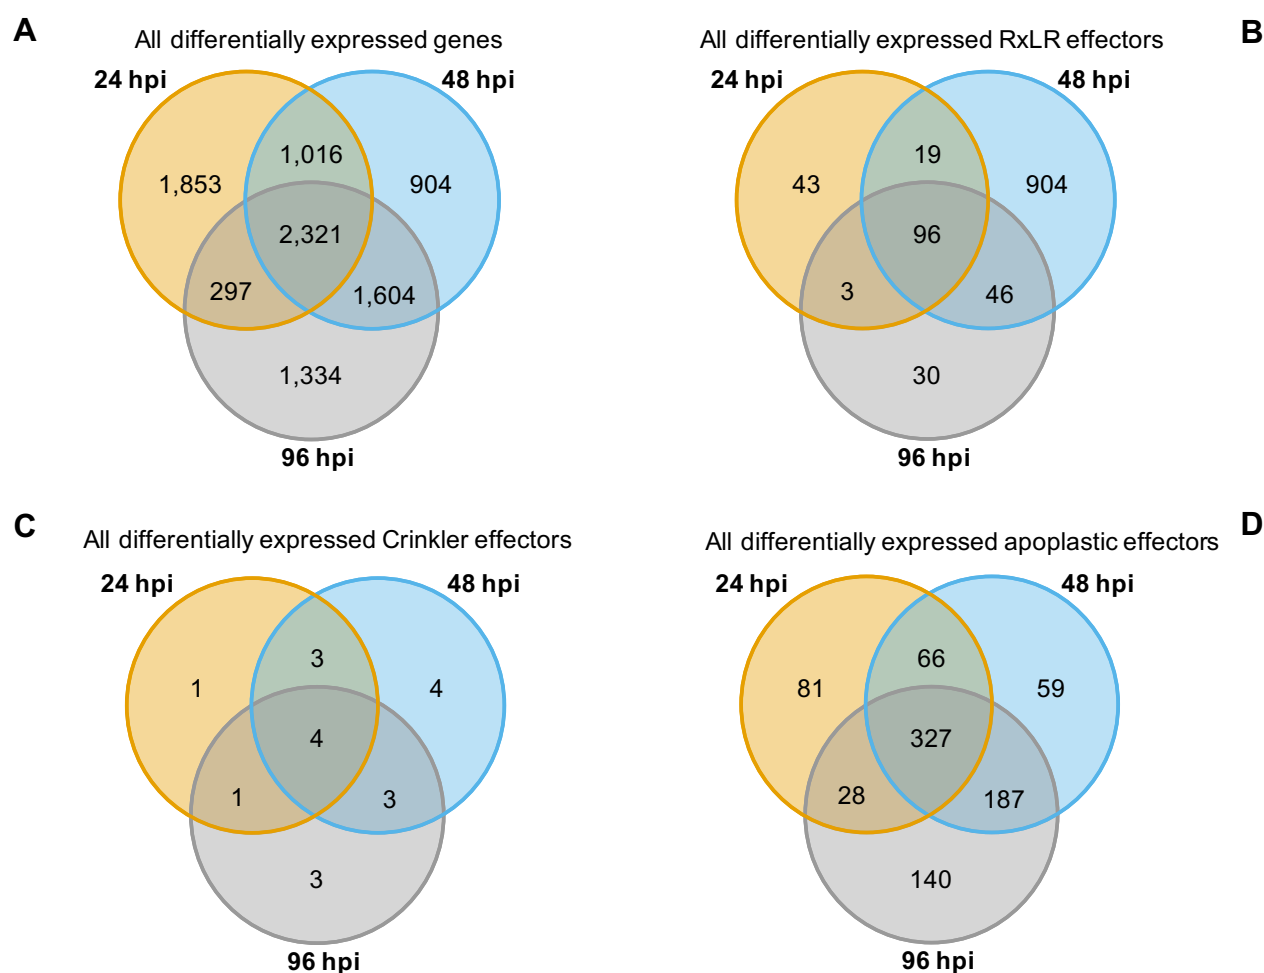 A
All differentially expressed genes
24 hpi
48 hpi
1,016
1,853
904
2,321
297
1,604
1,334
96 hpi
B
All differentially expressed RxLR effectors
24 hpi
48 hpi
19
43
904
96
3
46
30
96 hpi
C
All differentially expressed Crinkler effectors
24 hpi
48 hpi
3
1
4
4
1
3
3
96 hpi
D
All differentially expressed apoplastic effectors
24 hpi
48 hpi
66
81
59
327
28
187
140
96 hpi